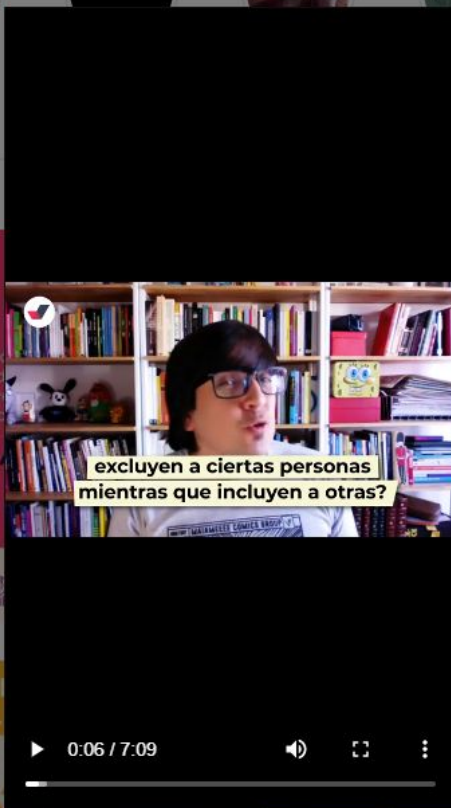 excluyen a ciertas personas
mientras que incluyen a otras?
0:06 / 7:09